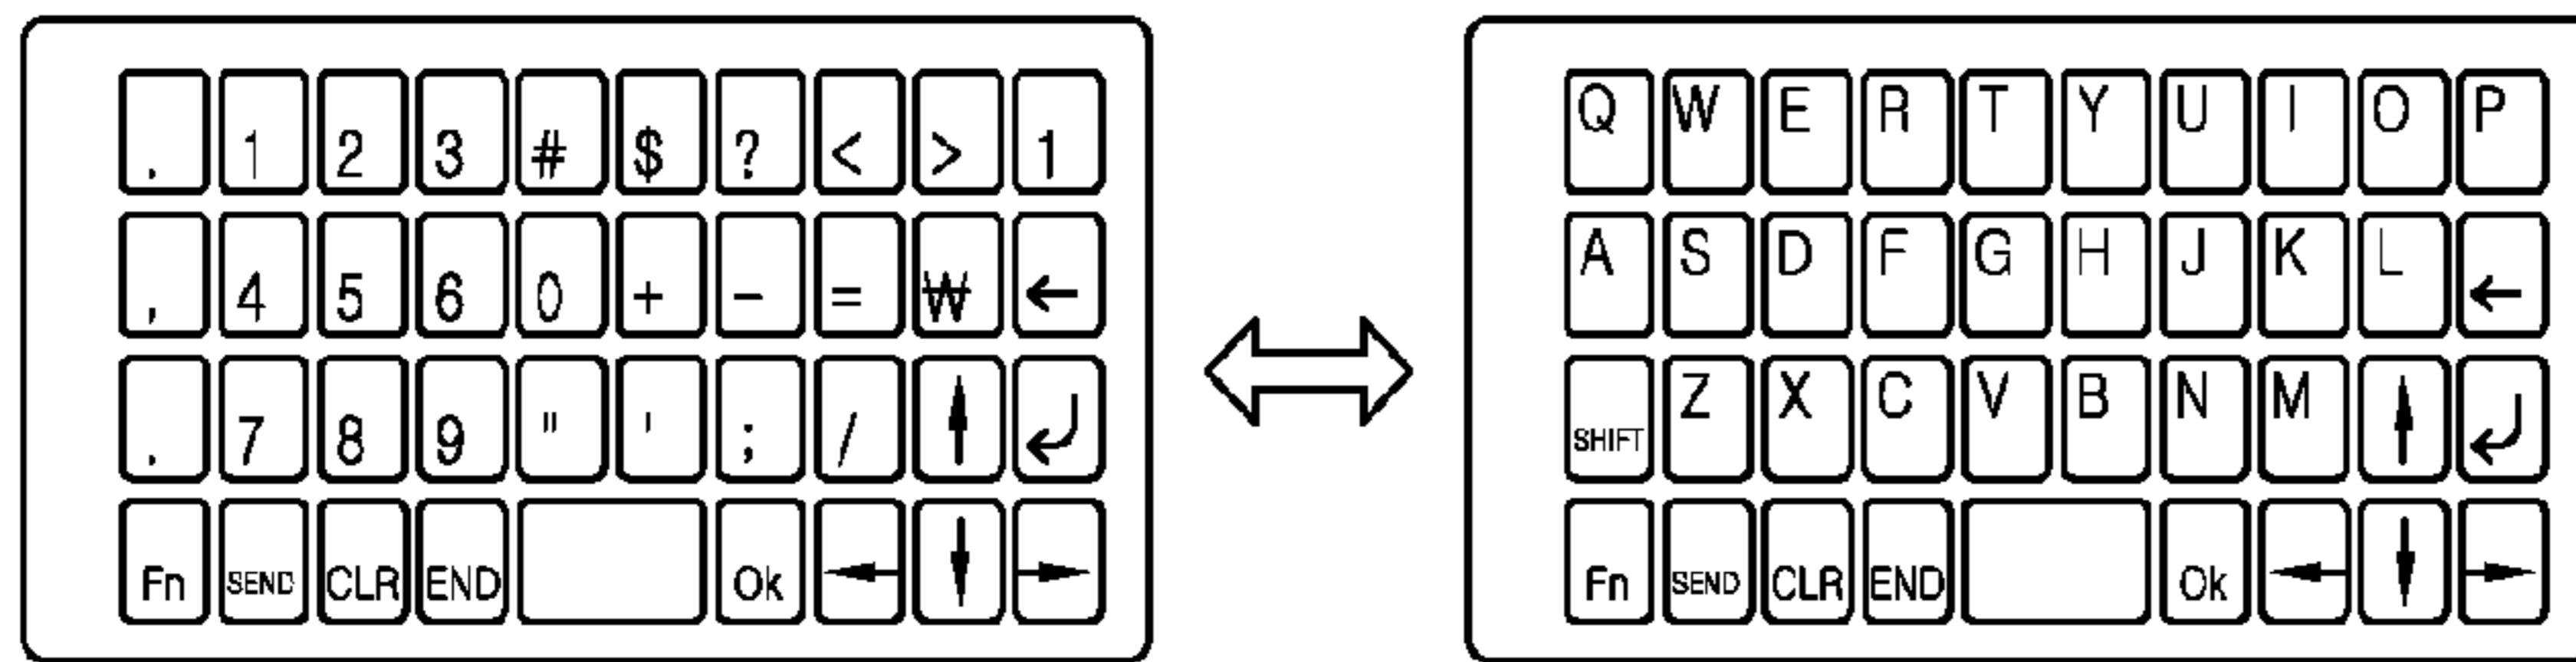 . 1 2 3 # $ ? < > 1
, 4 5 6 0 + - = ₩ ←
. 7 8 9 " ' ; / ↑ ↵
Fn SEND CLR END Ok ← ↓ →
Q W E R T Y U I O P
A S D F G H J K L ←
SHIFT Z X C V B N M ↑ ↵
Fn SEND CLR END Ok ← ↓ →